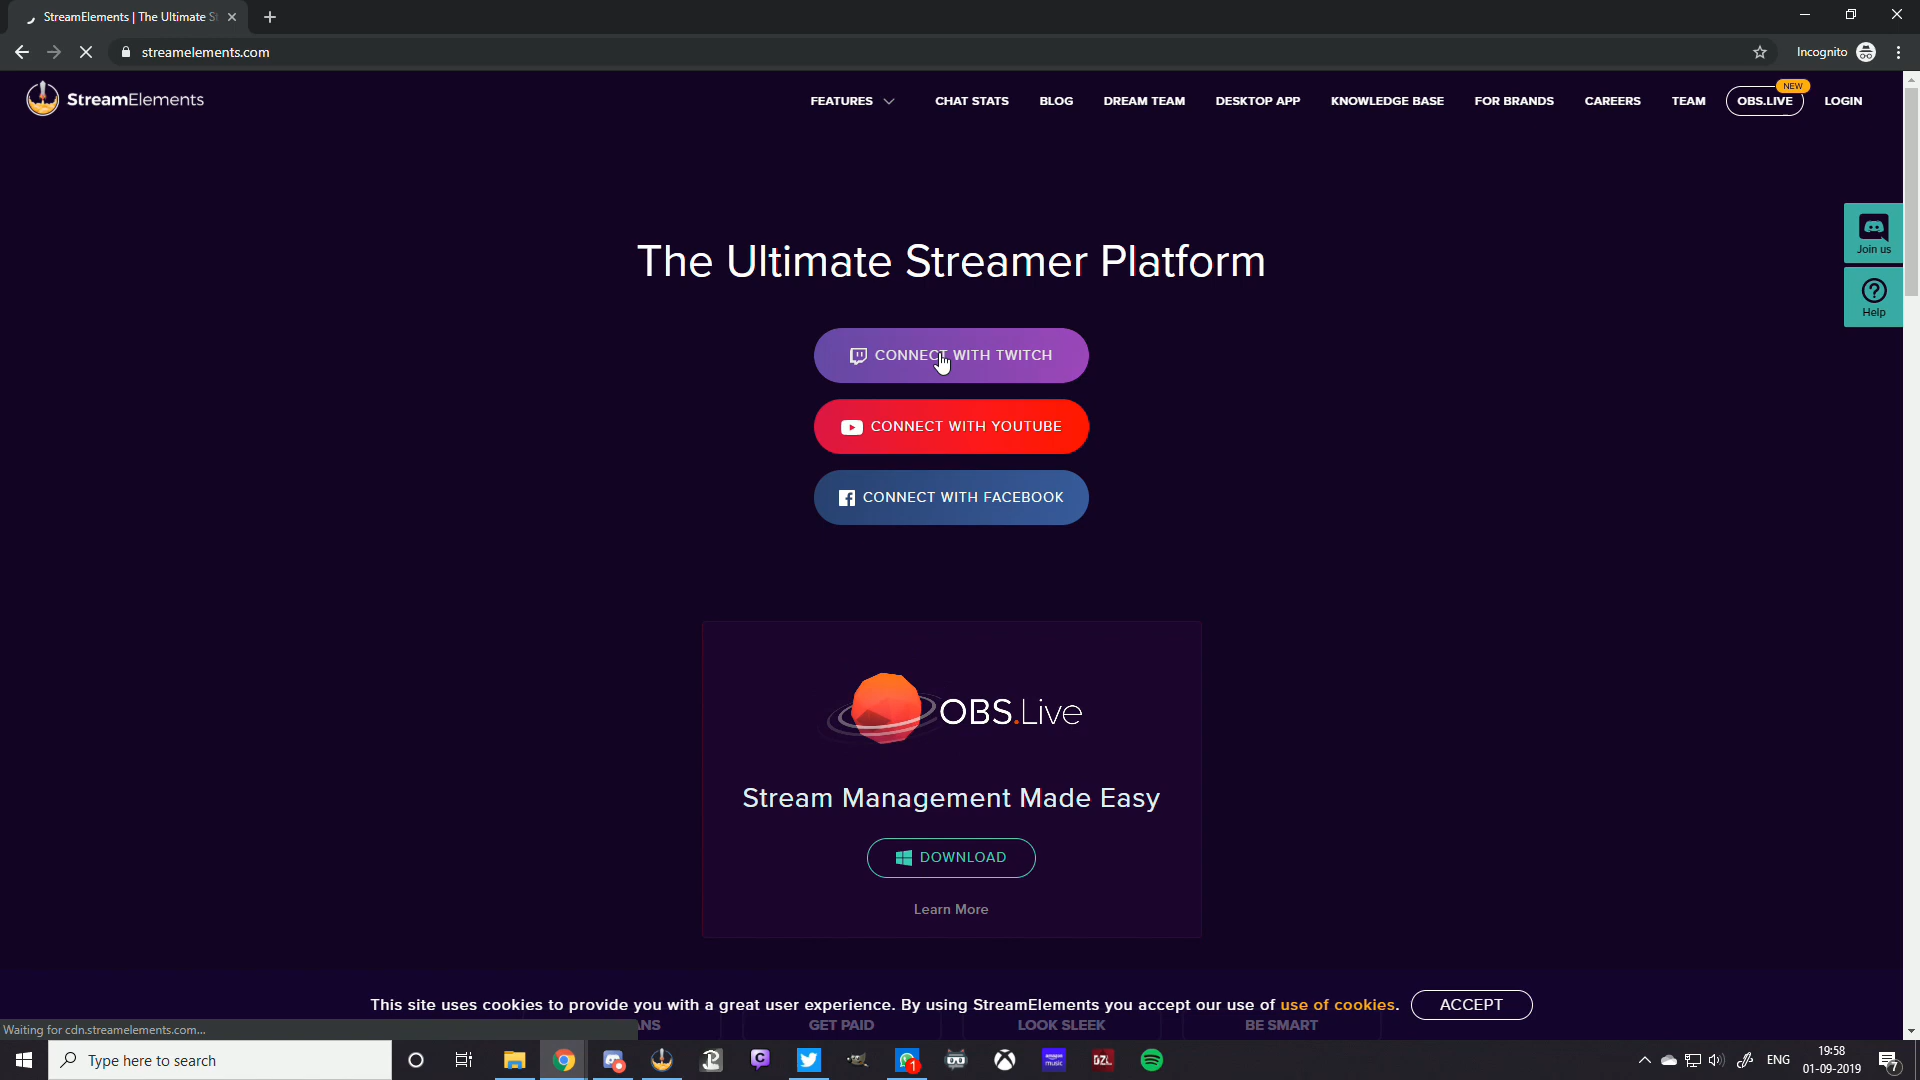 StreamElements | The Ultimate St
streamelements.com
Incognito
StreamElements
FEATURES
CHAT STATS
BLOG
DREAM TEAM
DESKTOP APP
KNOWLEDGE BASE
FOR BRANDS
CAREERS
TEAM
NEW
OBS.LIVE
LOGIN
Join us
Help
The Ultimate Streamer Platform
CONNECT WITH TWITCH
CONNECT WITH YOUTUBE
CONNECT WITH FACEBOOK
OBS.Live
Stream Management Made Easy
DOWNLOAD
Learn More
This site uses cookies to provide you with a great user experience. By using StreamElements you accept our use of use of cookies.
ACCEPT
Waiting for cdn.streamelements.com...
ANS
GET PAID
LOOK SLEEK
BE SMART
Type here to search
1
amazon music
DZL
ENG
19:58
01-09-2019
7